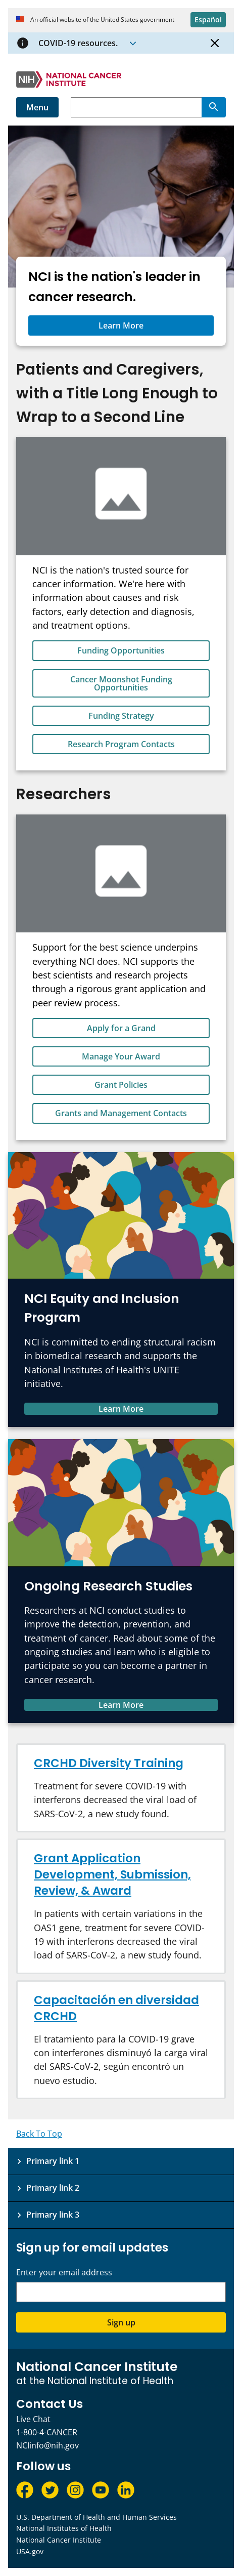 An official website of the United States government
Español
COVID-19 resources.
NIH NATIONAL CANCER
INSTITUTE
Menu
NCI is the nation's leader in
cancer research.
Learn More
Patients and Caregivers,
with a Title Long Enough to
Wrap to a Second Line
NCI is the nation's trusted source for
cancer information. We're here with
information about causes and risk
factors, early detection and diagnosis,
and treatment options.
Funding Opportunities
Cancer Moonshot Funding
Opportunities
Funding Strategy
Research Program Contacts
Researchers
Support for the best science underpins
everything NCI does. NCI supports the
best scientists and research projects
through a rigorous grant application and
peer review process.
Apply for a Grand
Manage Your Award
Grant Policies
Grants and Management Contacts
NCI Equity and Inclusion
Program
NCI is committed to ending structural racism
in biomedical research and supports the
National Institutes of Health's UNITE
initiative.
Learn More
Ongoing Research Studies
Researchers at NCI conduct studies to
improve the detection, prevention, and
treatment of cancer. Read about some of the
ongoing studies and learn who is eligible to
participate so you can become a partner in
cancer research.
Learn More
CRCHD Diversity Training
Treatment for severe COVID-19 with
interferons decreased the viral load of
SARS-CoV-2, a new study found.
Grant Application
Development, Submission,
Review, & Award
In patients with certain variations in the
OAS1 gene, treatment for severe COVID-
19 with interferons decreased the viral
load of SARS-CoV-2, a new study found.
Capacitación en diversidad
CRCHD
El tratamiento para la COVID-19 grave
con interferones disminuyó la carga viral
del SARS-CoV-2, según encontró un
nuevo estudio.
Back To Top
Primary link 1
Primary link 2
Primary link 3
Sign up for email updates
Enter your email address
Sign up
National Cancer Institute
at the National Institute of Health
Contact Us
Live Chat
1-800-4-CANCER
NCIinfo@nih.gov
Follow us
U.S. Department of Health and Human Services
National Institutes of Health
National Cancer Institute
USA.gov